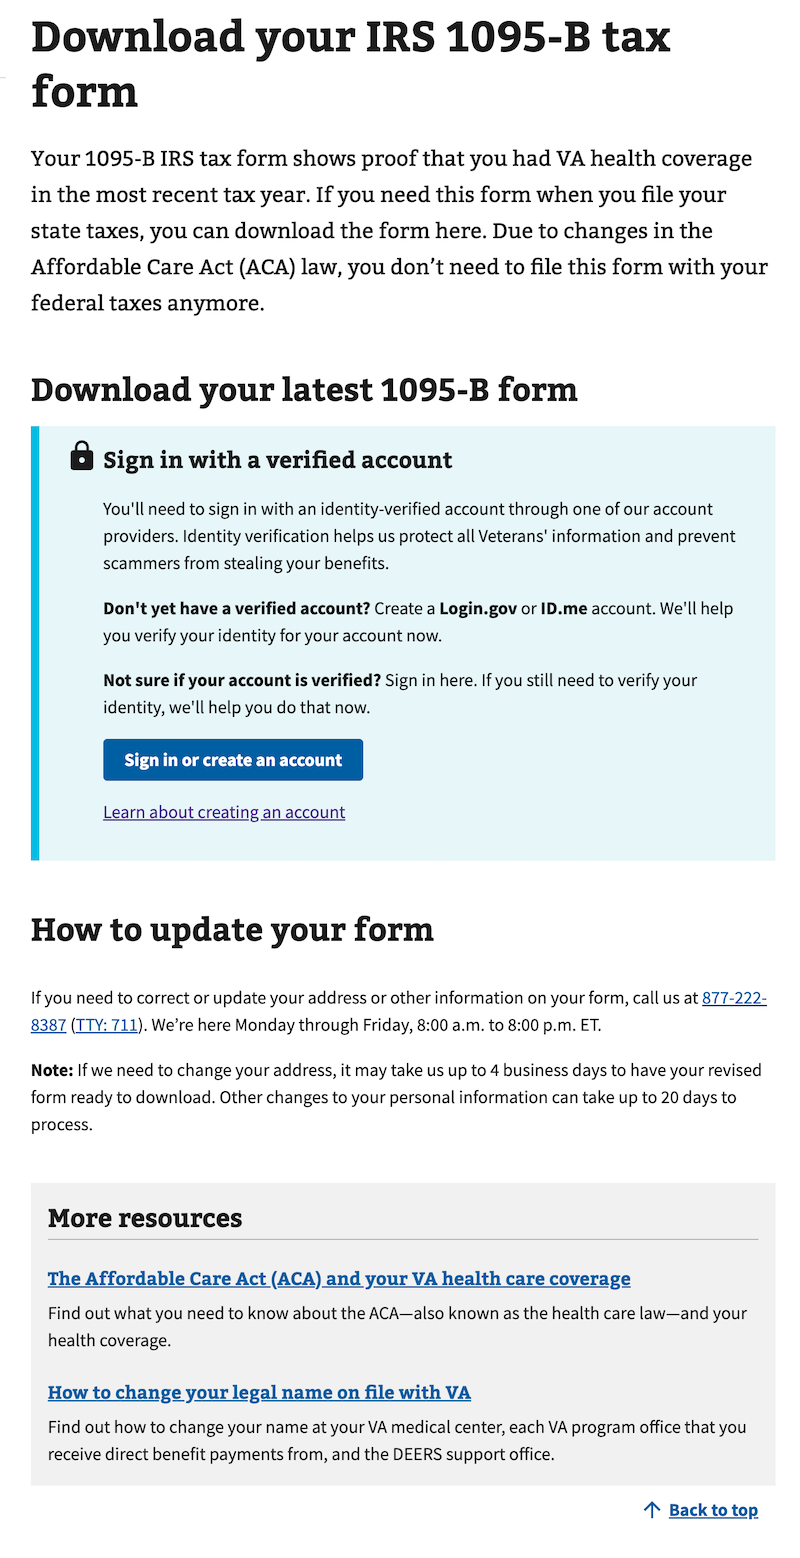 Download your IRS 1095-B tax
form
Your 1095-B IRS tax form shows proof that you had VA health coverage
in the most recent tax year. If you need this form when you file your
state taxes, you can download the form here. Due to changes in the
Affordable Care Act (ACA) law, you don’t need to file this form with your
federal taxes anymore.
Download your latest 1095-B form
Sign in with a verified account
You'll need to sign in with an identity-verified account through one of our account
providers. Identity verification helps us protect all Veterans' information and prevent
scammers from stealing your benefits.
Don't yet have a verified account? Create a Login.gov or ID.me account. We'll help
you verify your identity for your account now.
Not sure if your account is verified? Sign in here. If you still need to verify your
identity, we'll help you do that now.
Sign in or create an account
Learn about creating an account
How to update your form
If you need to correct or update your address or other information on your form, call us at 877-222-
8387 (TTY: 711). We’re here Monday through Friday, 8:00 a.m. to 8:00 p.m. ET.
Note: If we need to change your address, it may take us up to 4 business days to have your revised
form ready to download. Other changes to your personal information can take up to 20 days to
process.
More resources
The Affordable Care Act (ACA) and your VA health care coverage
Find out what you need to know about the ACA—also known as the health care law—and your
health coverage.
How to change your legal name on file with VA
Find out how to change your name at your VA medical center, each VA program office that you
receive direct benefit payments from, and the DEERS support office.
Back to top